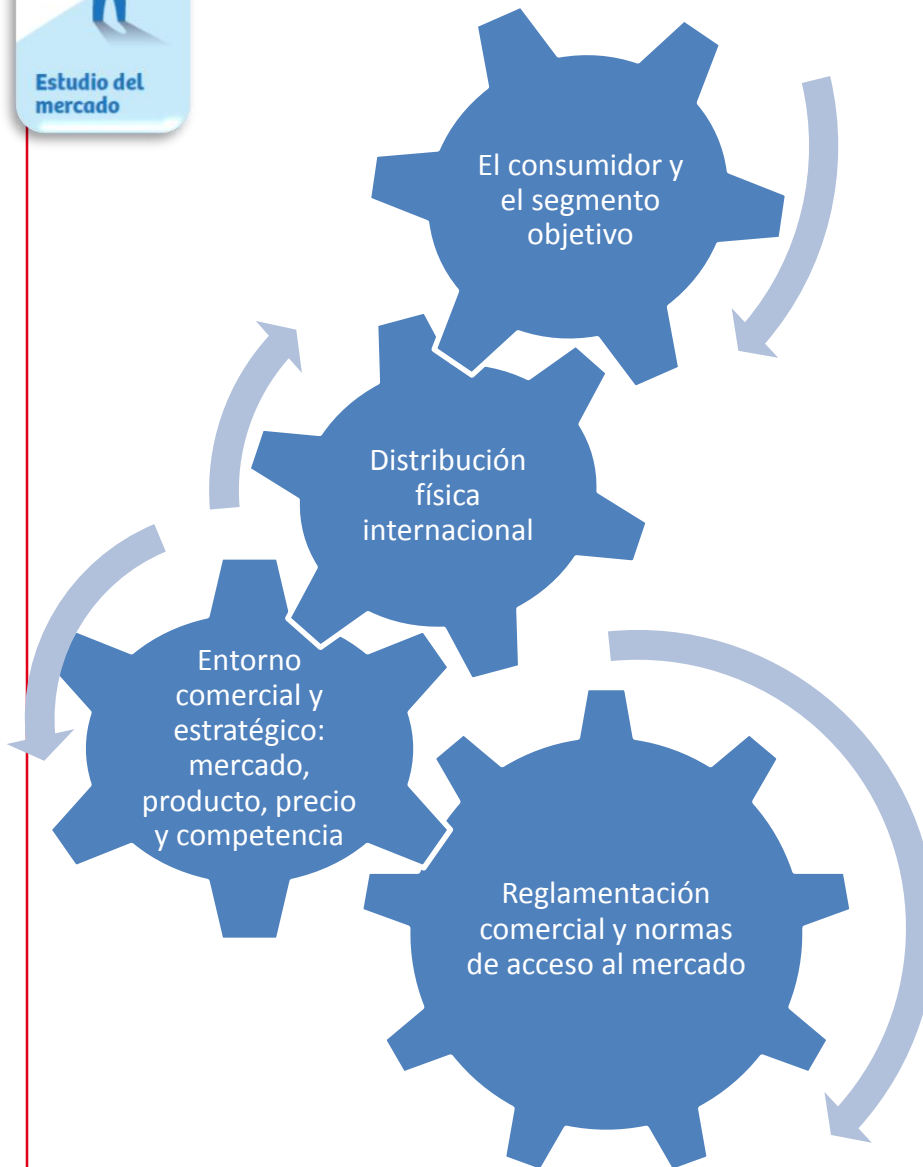 Estudio del
mercado
El consumidor y
el segmento
objetivo
Distribución
física
internacional
Entorno
comercial y
estratégico:
mercado,
producto, precio
y competencia
Reglamentación
comercial y normas
de acceso al mercado